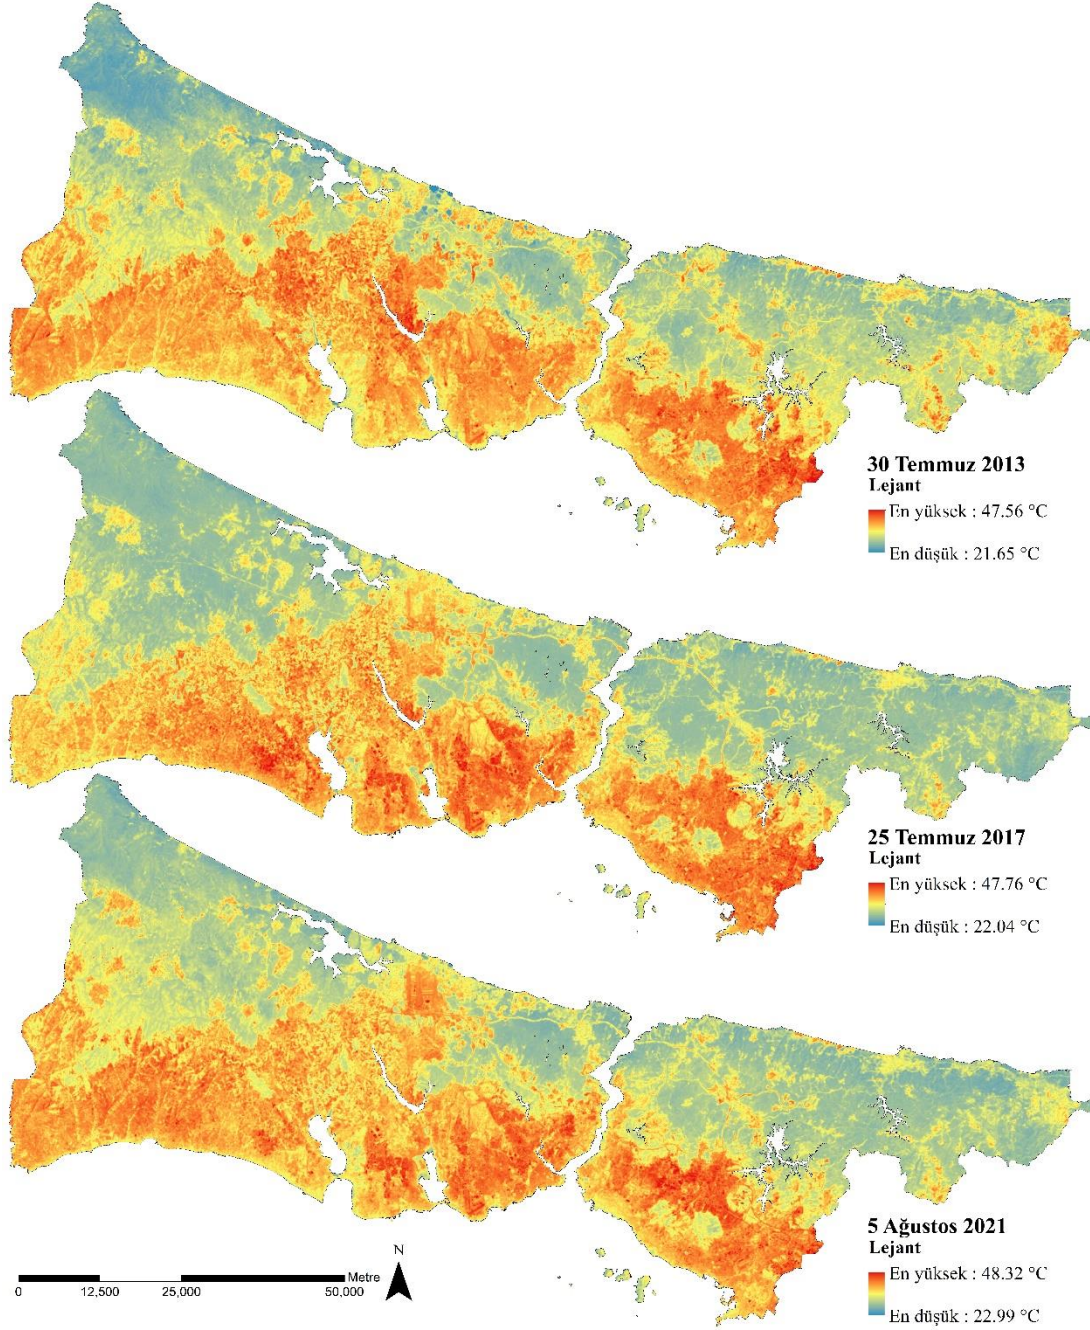 30 Temmuz 2013
Lejant
En yüksek : 47.56 °C
En düşük : 21.65 °C
25 Temmuz 2017
Lejant
En yüksek : 47.76 °C
En düşük : 22.04 °C
5 Ağustos 2021
Lejant
En yüksek : 48.32 °C
En düşük : 22.99 °C
N
Metre
0 12,500 25,000 50,000